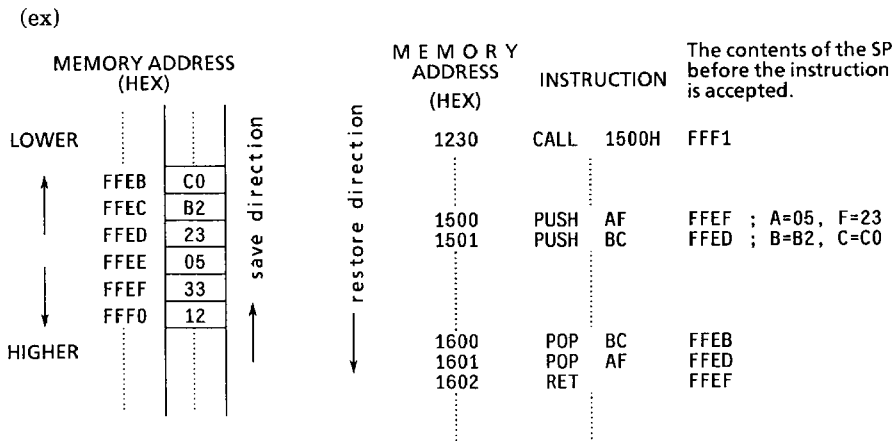 (ex)
MEMORY ADDRESS
(HEX)
LOWER
FFEB C0
FFEC B2
FFED 23
FFEE 05
FFEF 33
FFF0 12
HIGHER
save direction
restore direction
MEMORY
ADDRESS
(HEX)
INSTRUCTION
The contents of the SP
before the instruction
is accepted.
1230 CALL 1500H FFF1
1500 PUSH AF FFEF ; A=05, F=23
1501 PUSH BC FFED ; B=B2, C=C0
1600 POP BC FFEB
1601 POP AF FFED
1602 RET FFEF